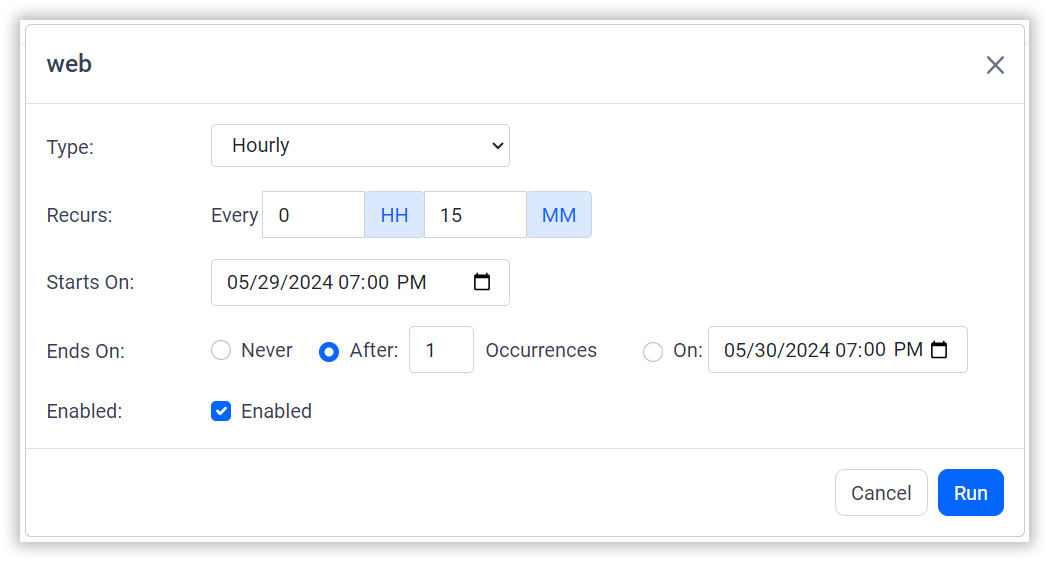 web
Type: Hourly
Recurs: Every 0 HH 15 MM
Starts On: 05/29/2024 07:00 PM
Ends On: Never After: 1 Occurrences On: 05/30/2024 07:00 PM
Enabled: Enabled
Cancel Run